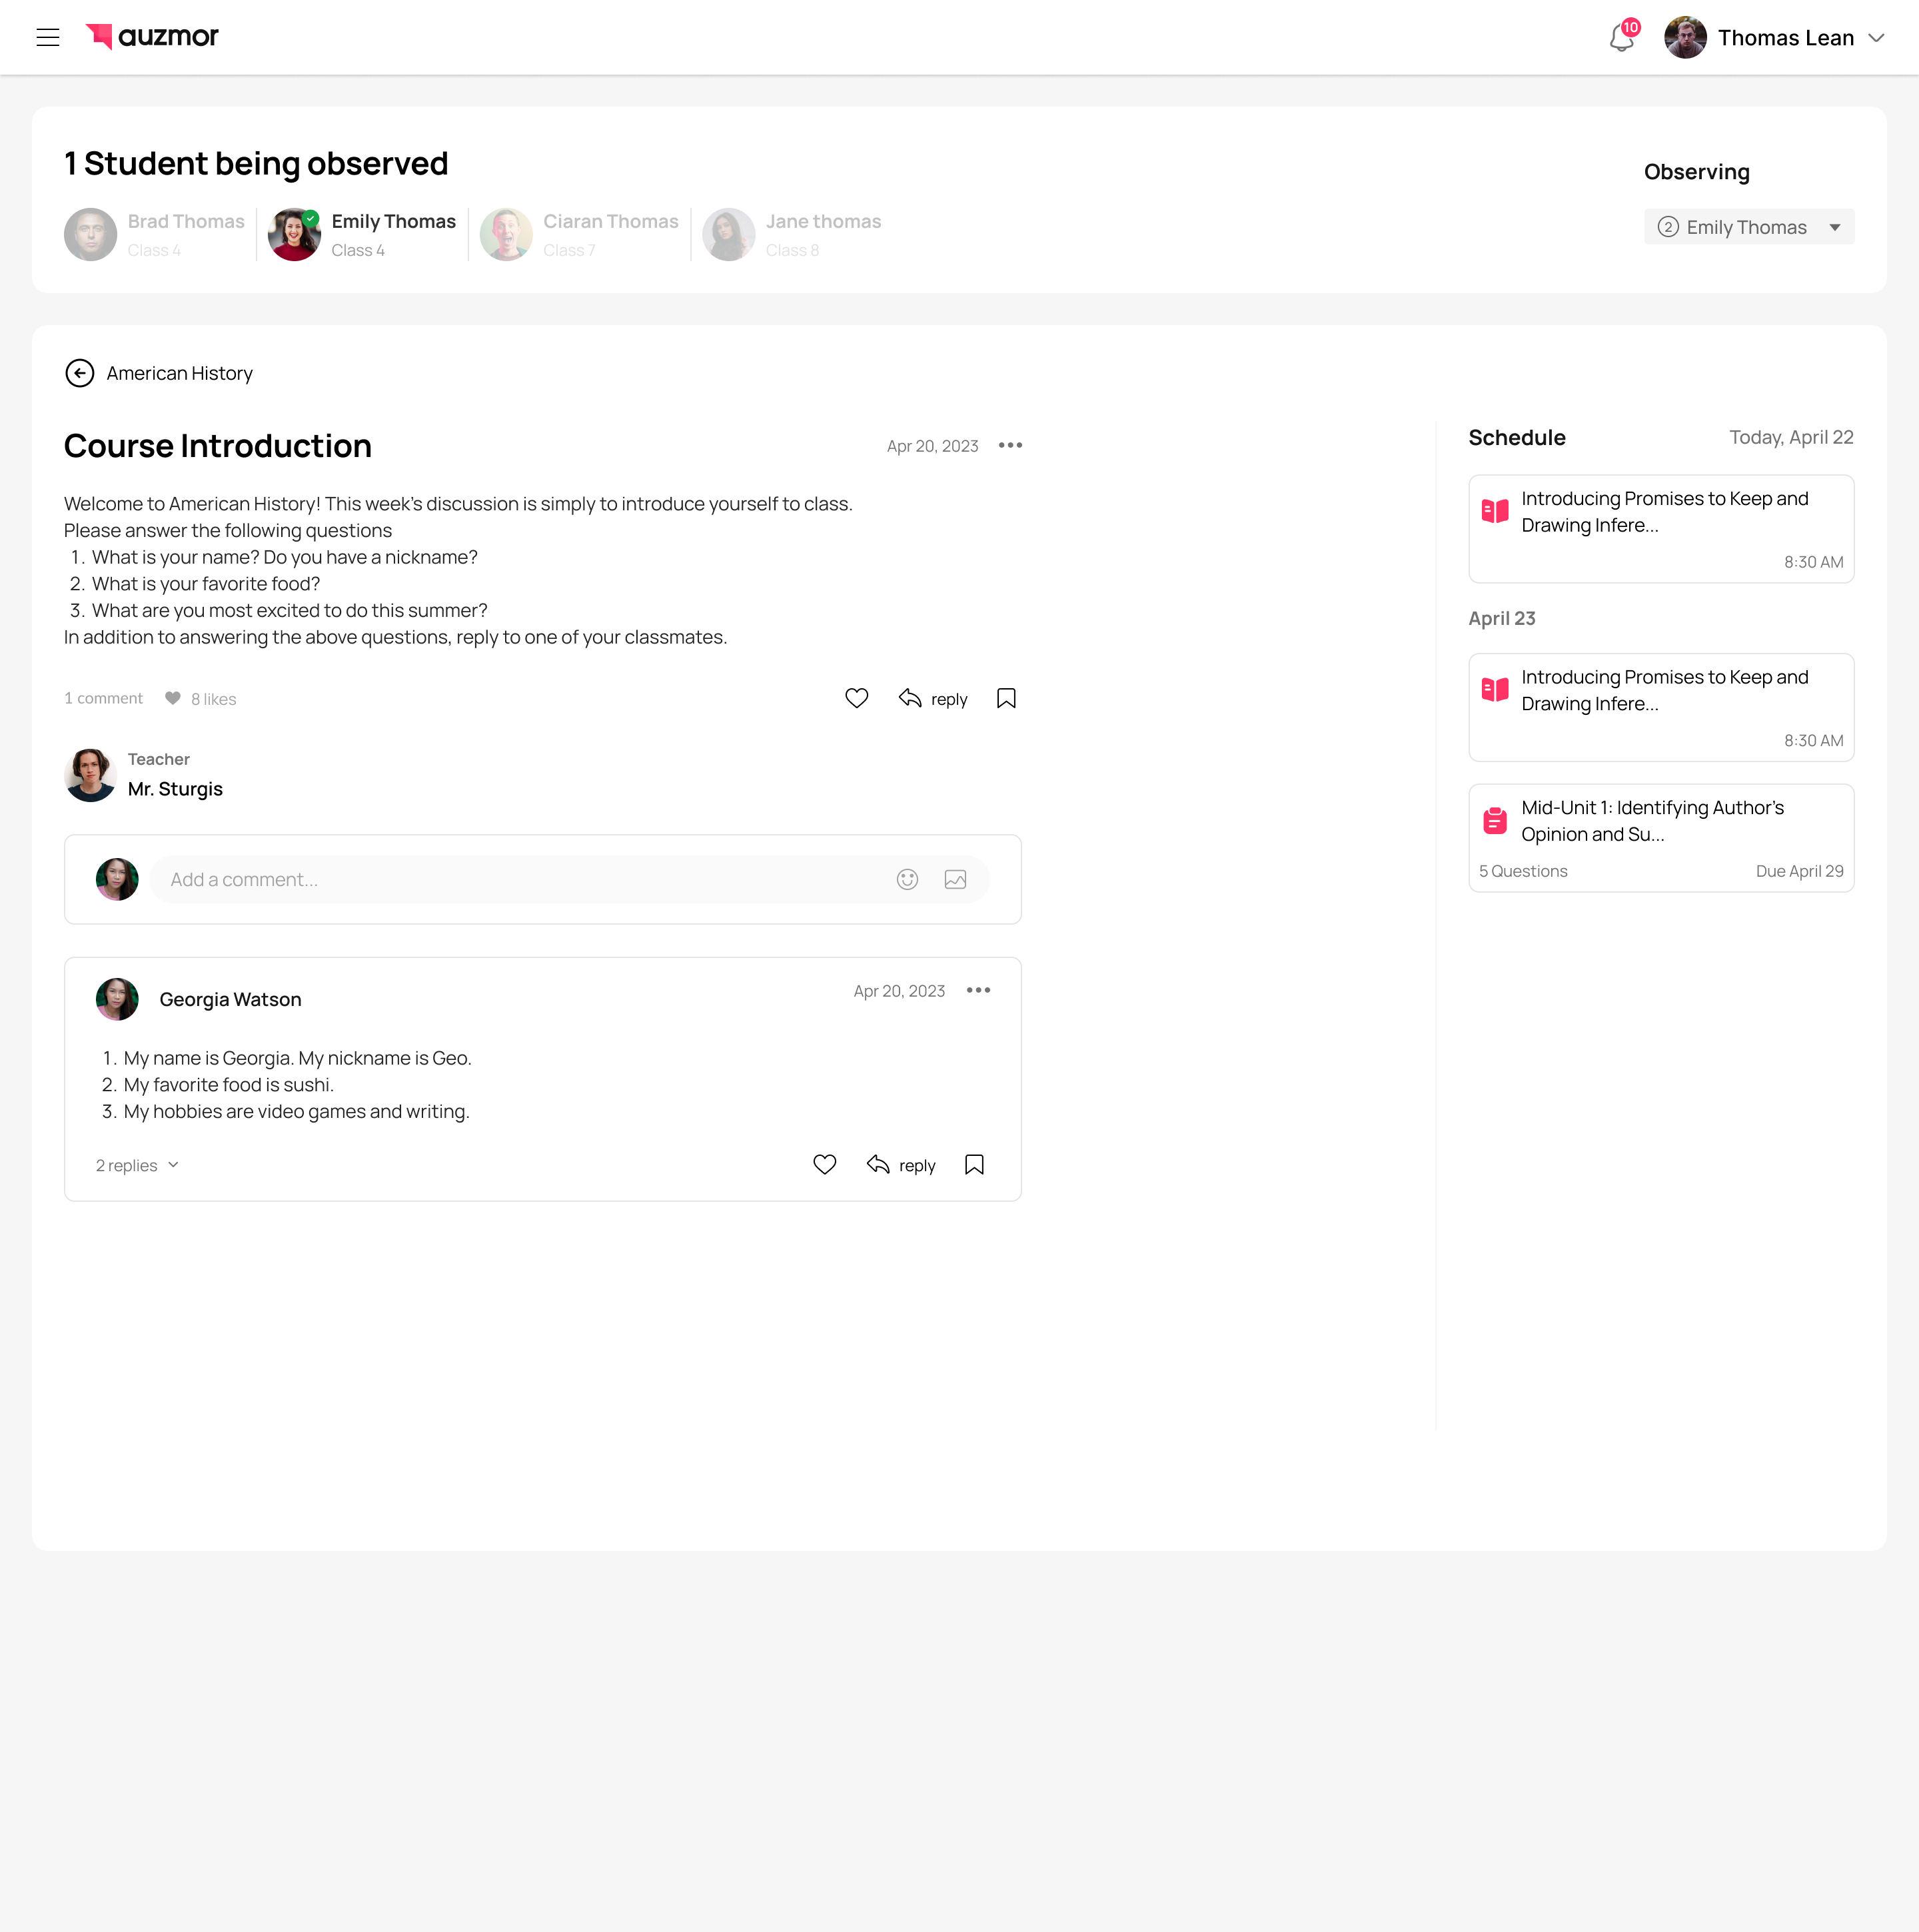 auzmor
10
Thomas Lean
1 Student being observed
Brad Thomas
Class 4
Emily Thomas
Class 4
Ciaran Thomas
Class 7
Jane thomas
Class 8
Observing
2 Emily Thomas
American History
Course Introduction
Apr 20, 2023
Welcome to American History! This week's discussion is simply to introduce yourself to class.
Please answer the following questions
1. What is your name? Do you have a nickname?
2. What is your favorite food?
3. What are you most excited to do this summer?
In addition to answering the above questions, reply to one of your classmates.
1 comment
8 likes
reply
Teacher
Mr. Sturgis
Add a comment...
Georgia Watson
Apr 20, 2023
1. My name is Georgia. My nickname is Geo.
2. My favorite food is sushi.
3. My hobbies are video games and writing.
2 replies
reply
Schedule
Today, April 22
Introducing Promises to Keep and
Drawing Infere...
8:30 AM
April 23
Introducing Promises to Keep and
Drawing Infere...
8:30 AM
Mid-Unit 1: Identifying Author's
Opinion and Su...
5 Questions
Due April 29